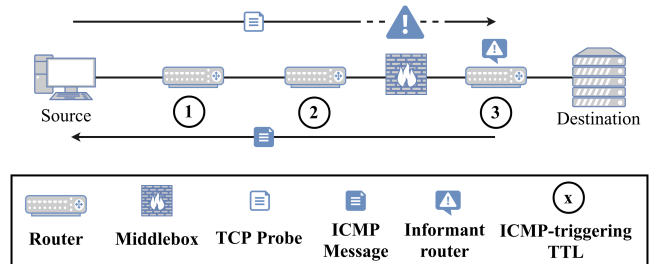 Source
1
2
3
Destination
Router
Middlebox
TCP Probe
ICMP
Message
Informant
router
x
ICMP-triggering
TTL